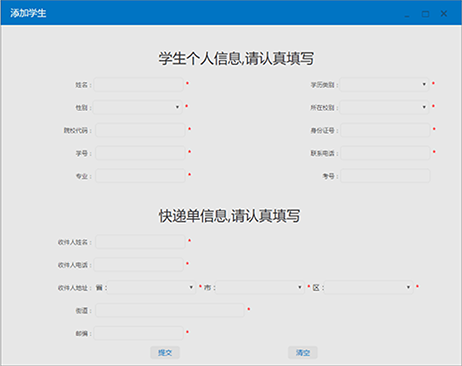 添加学生
学生个人信息,请认真填写
姓名： * 学历类别： *
性别： * 所在校别： *
院校代码： * 身份证号： *
学号： * 联系电话： *
专业： * 考号：
快递单信息,请认真填写
收件人姓名： *
收件人电话： *
收件人地址： 省： * 市： * 区： *
街道： *
邮编： *
提交 清空